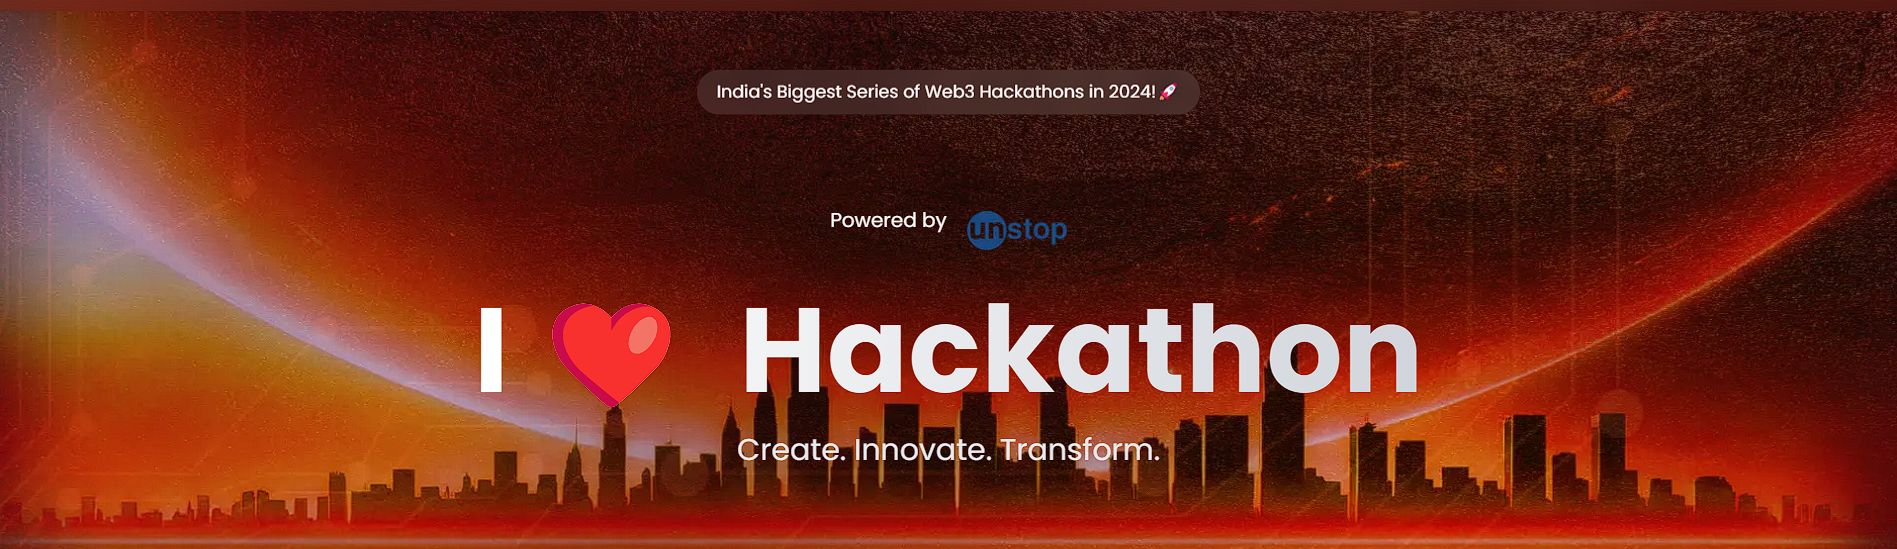 India's Biggest Series of Web3 Hackathons in 2024!🚀
Powered by unstop
I ❤️ Hackathon
Create. Innovate. Transform.